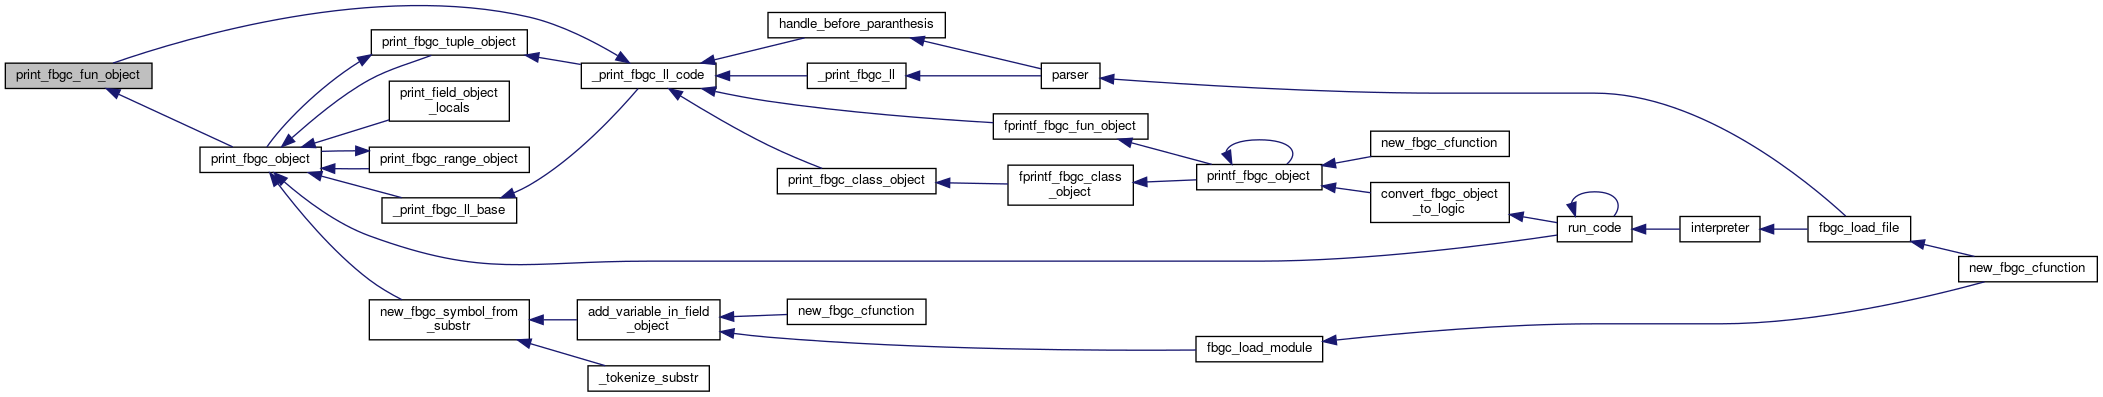 print_fbgc_fun_object
print_fbgc_tuple_object
print_field_object
_locals
print_fbgc_object
print_fbgc_range_object
_print_fbgc_ll_base
new_fbgc_symbol_from
_substr
_print_fbgc_ll_code
add_variable_in_field
_object
_tokenize_substr
handle_before_paranthesis
_print_fbgc_ll
print_fbgc_class_object
new_fbgc_cfunction
parser
fprintf_fbgc_fun_object
fprintf_fbgc_class
_object
printf_fbgc_object
fbgc_load_module
new_fbgc_cfunction
convert_fbgc_object
_to_logic
run_code
interpreter
fbgc_load_file
new_fbgc_cfunction